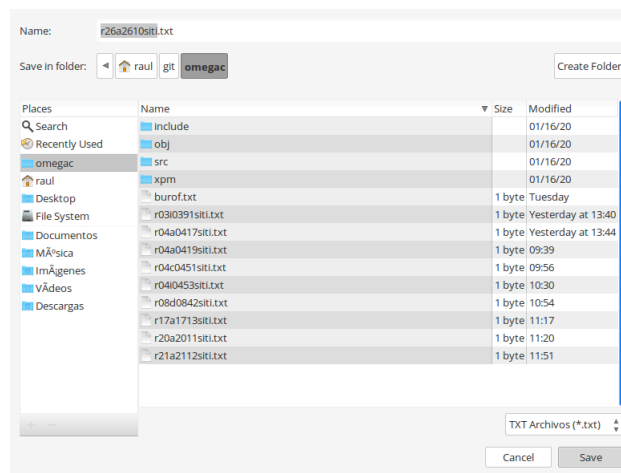 Name: r26a2610siti.txt
Save in folder: raul git omegac Create Folder
Places Name Size Modified
Search include 01/16/20
Recently Used obj 01/16/20
omegac src 01/16/20
raul xpm 01/16/20
Desktop burof.txt 1 byte Tuesday
File System r03i0391siti.txt 1 byte Yesterday at 13:40
Documentos r04a0417siti.txt 1 byte Yesterday at 13:44
MÃºsica r04a0419siti.txt 1 byte 09:39
ImÃ¡genes r04c0451siti.txt 1 byte 09:56
VÃ­deos r04i0453siti.txt 1 byte 10:30
Descargas r08d0842siti.txt 1 byte 10:54
r17a1713siti.txt 1 byte 11:17
r20a2011siti.txt 1 byte 11:20
r21a2112siti.txt 1 byte 11:51
TXT Archivos (*.txt)
Cancel Save